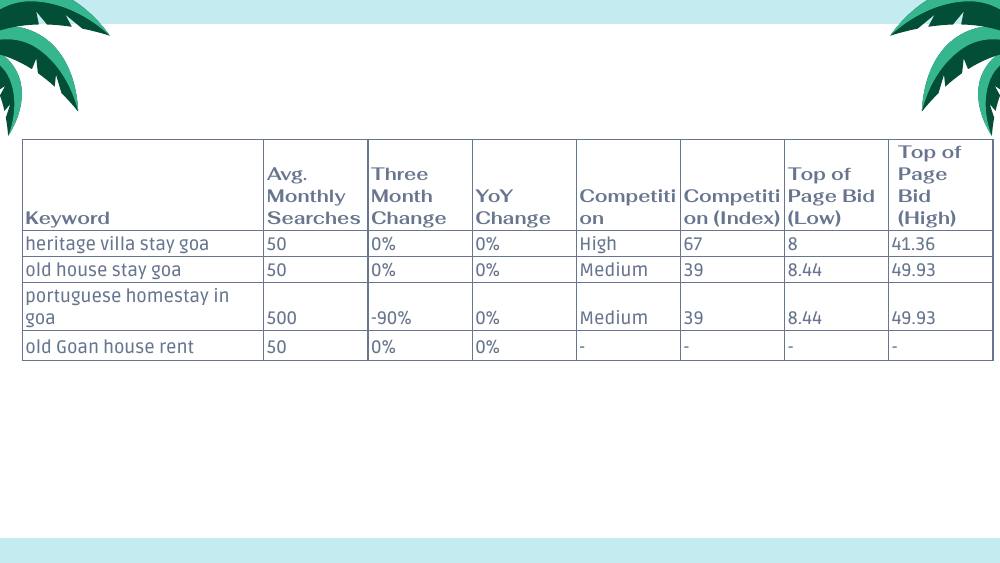 Keyword Avg. Monthly Searches Three Month Change YoY Change Competiti on Competiti on (Index) Top of Page Bid (Low) Top of Page Bid (High)
heritage villa stay goa 50 0% 0% High 67 8 41.36
old house stay goa 50 0% 0% Medium 39 8.44 49.93
portuguese homestay in goa 500 -90% 0% Medium 39 8.44 49.93
old Goan house rent 50 0% 0% - - - -